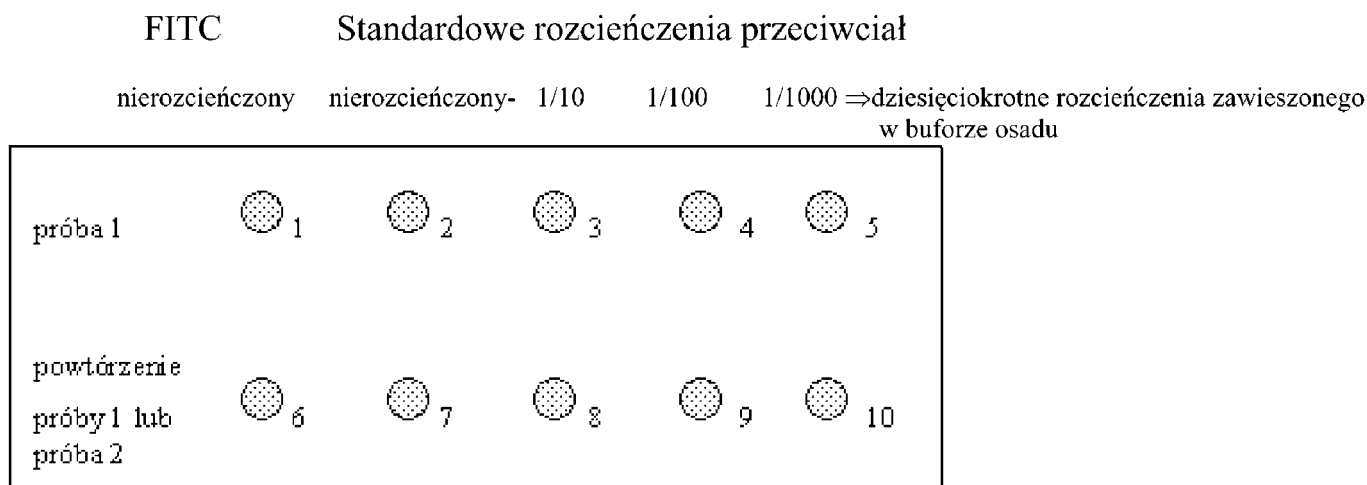 FITC Standardowe rozcieńczenia przeciwciał
nierozcieńczony nierozcieńczony- 1/10 1/100 1/1000 ⇒dziesięciokrotne rozcieńczenia zawieszonego
w buforze osadu
próba 1 1 2 3 4 5
powtórzenie
próby 1 lub 6 7 8 9 10
próba 2